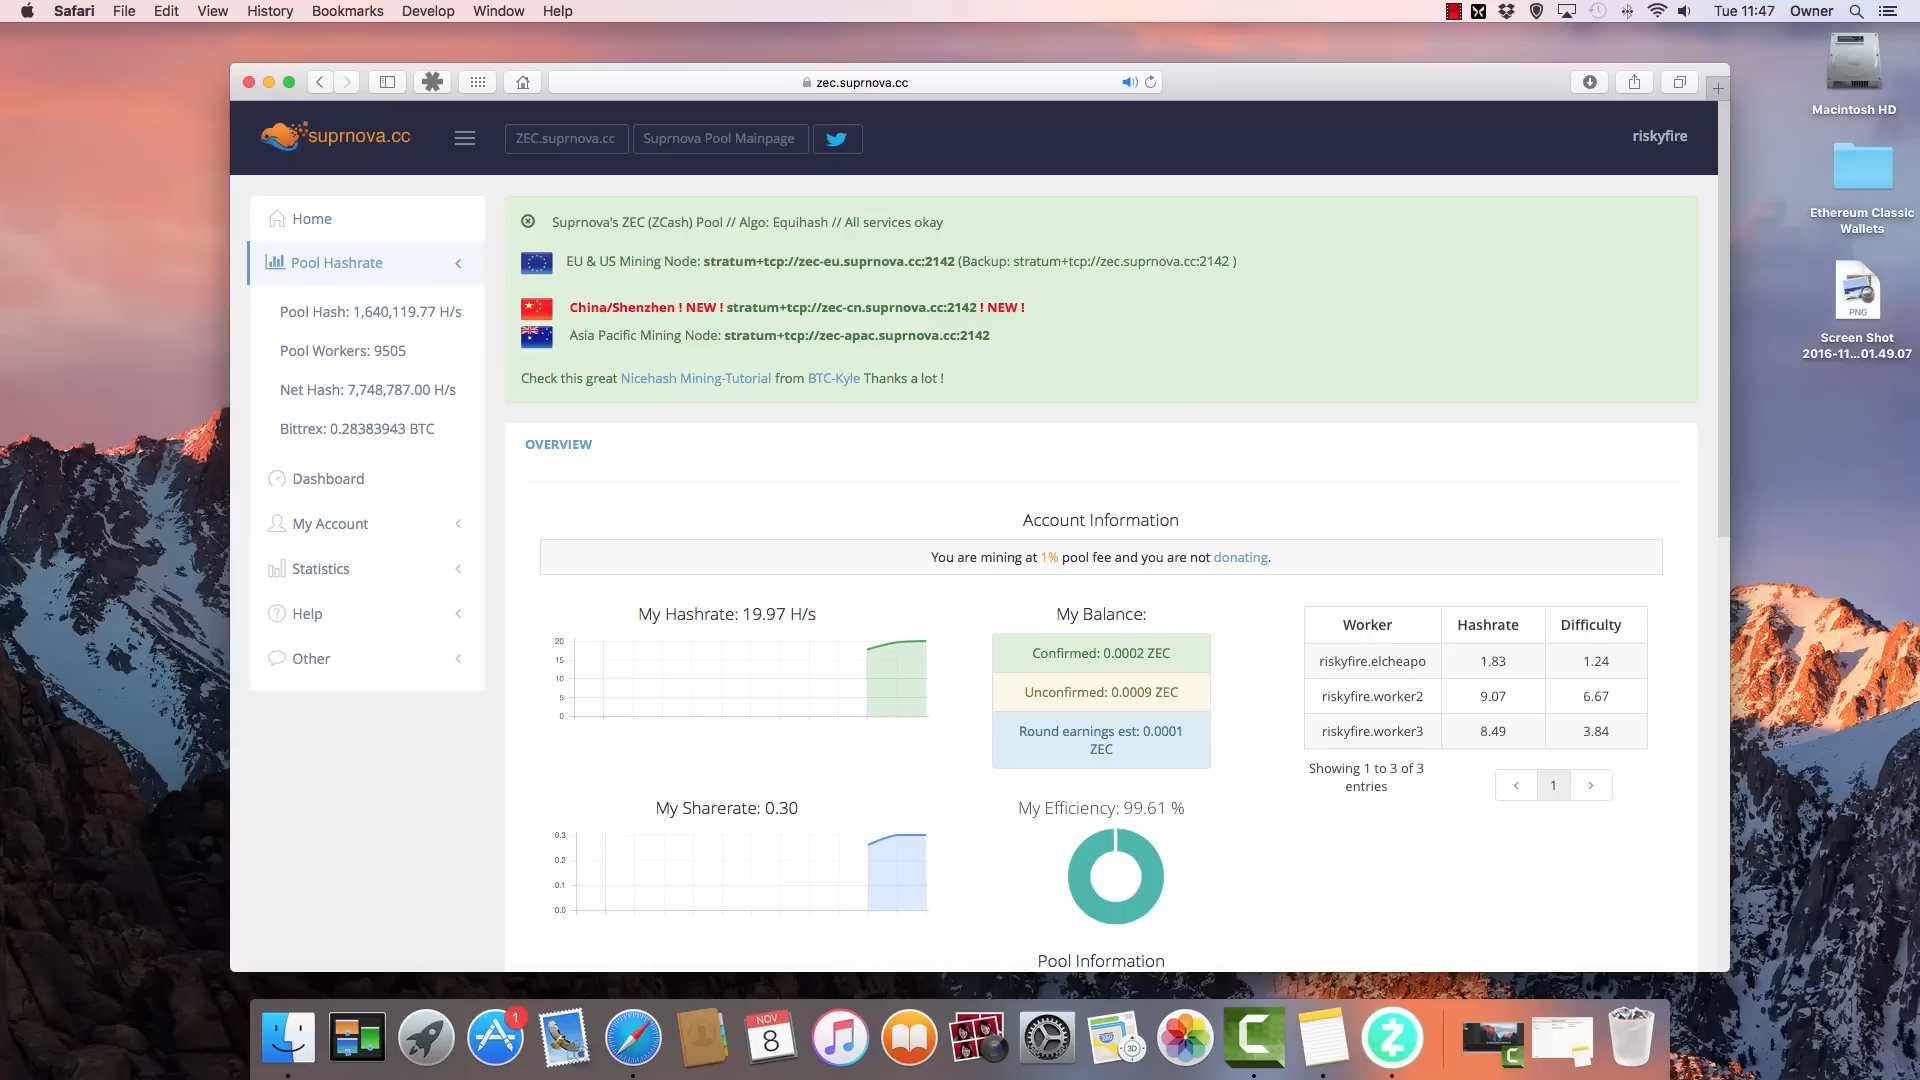 Safari File Edit View History Bookmarks Develop Window Help
Tue 11:47 Owner
zec.suprnova.cc
suprnova.cc
ZEC.suprnova.cc
Suprnova Pool Mainpage
riskyfire
Home
Pool Hashrate
Pool Hash: 1,640,119.77 H/s
Pool Workers: 9505
Net Hash: 7,748,787.00 H/s
Bittrex: 0.28383943 BTC
Dashboard
My Account
Statistics
Help
Other
Suprnova's ZEC (ZCash) Pool // Algo: Equihash // All services okay
EU & US Mining Node: stratum+tcp://zec-eu.suprnova.cc:2142 (Backup: stratum+tcp://zec.suprnova.cc:2142 )
China/Shenzhen ! NEW ! stratum+tcp://zec-cn.suprnova.cc:2142 ! NEW !
Asia Pacific Mining Node: stratum+tcp://zec-apac.suprnova.cc:2142
Check this great Nicehash Mining-Tutorial from BTC-Kyle Thanks a lot !
OVERVIEW
Account Information
You are mining at 1% pool fee and you are not donating.
My Hashrate: 19.97 H/s
20
15
10
5
0
My Balance:
Confirmed: 0.0002 ZEC
Unconfirmed: 0.0009 ZEC
Round earnings est: 0.0001
ZEC
Worker Hashrate Difficulty
riskyfire.elcheapo 1.83 1.24
riskyfire.worker2 9.07 6.67
riskyfire.worker3 8.49 3.84
Showing 1 to 3 of 3
entries
1
My Sharerate: 0.30
0.3
0.2
0.1
0.0
My Efficiency: 99.61 %
Pool Information
Macintosh HD
Ethereum Classic
Wallets
PNG
Screen Shot
2016-11...01.49.07
1
NOV
8
3D